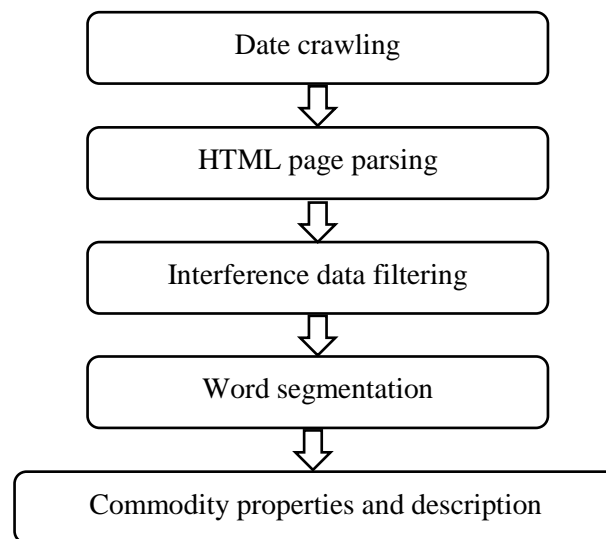 Date crawling
HTML page parsing
Interference data filtering
Word segmentation
Commodity properties and description